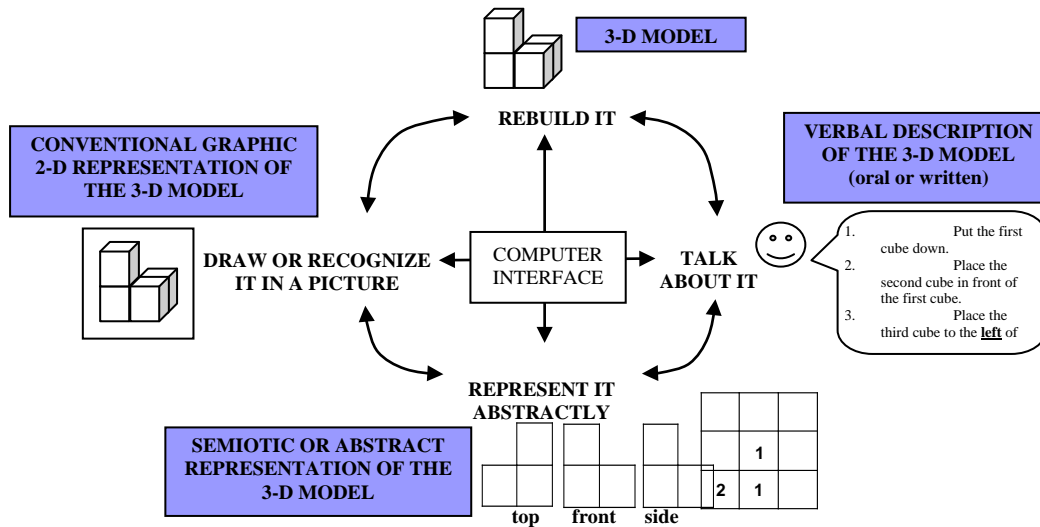 3-D MODEL
REBUILD IT
CONVENTIONAL GRAPHIC
2-D REPRESENTATION OF
THE 3-D MODEL
VERBAL DESCRIPTION
OF THE 3-D MODEL
(oral or written)
DRAW OR RECOGNIZE
IT IN A PICTURE
COMPUTER
INTERFACE
TALK
ABOUT IT
1. Put the first
cube down.
2. Place the
second cube in front of
the first cube.
3. Place the
third cube to the left of
REPRESENT IT
ABSTRACTLY
SEMIOTIC OR ABSTRACT
REPRESENTATION OF THE
3-D MODEL
1
2 1
top front side